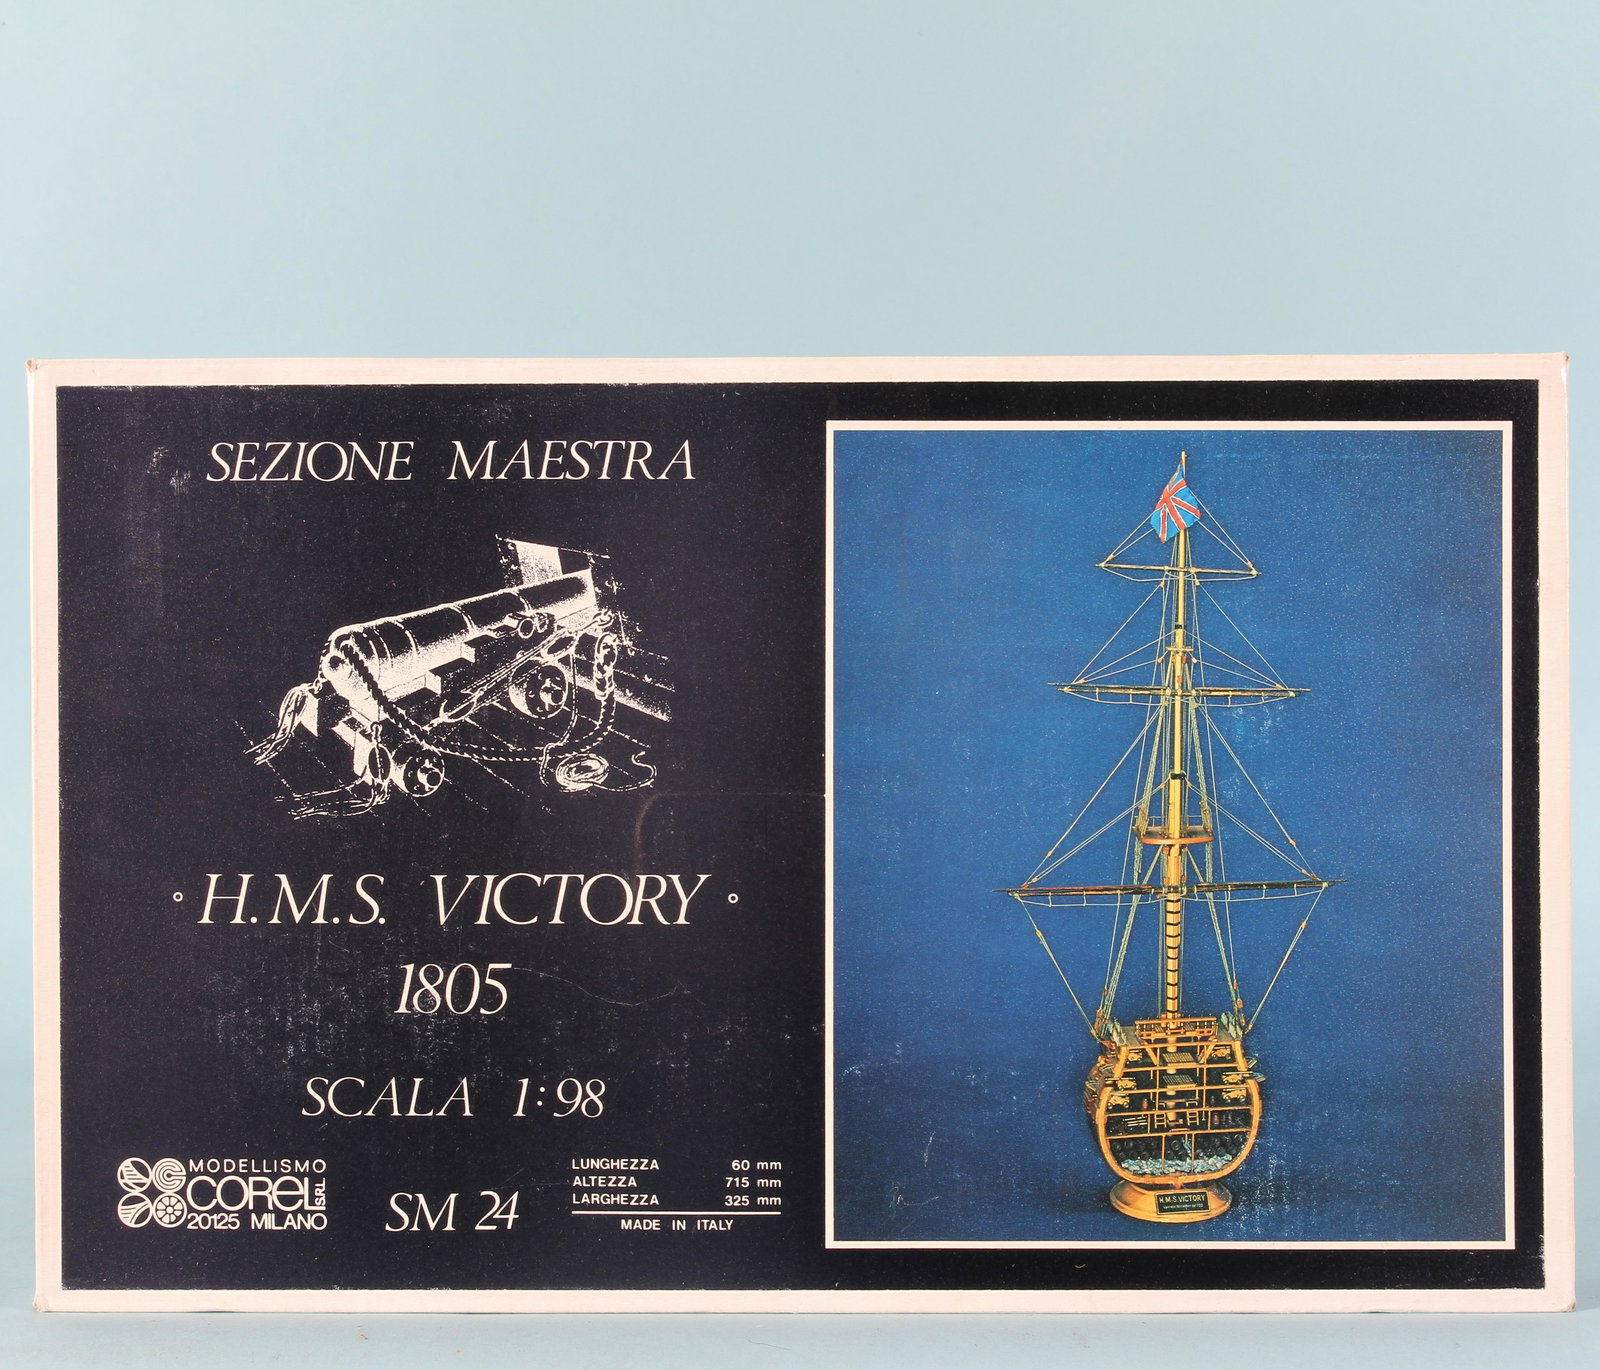 SEZIONE MAESTRA
° H.M.S. VICTORY °
1805
SCALA 1:98
MODELLISMO
COREL SRL
20125 MILANO
SM 24
LUNGHEZZA 60 mm
ALTEZZA 715 mm
LARGHEZZA 325 mm
MADE IN ITALY
H.M.S. VICTORY